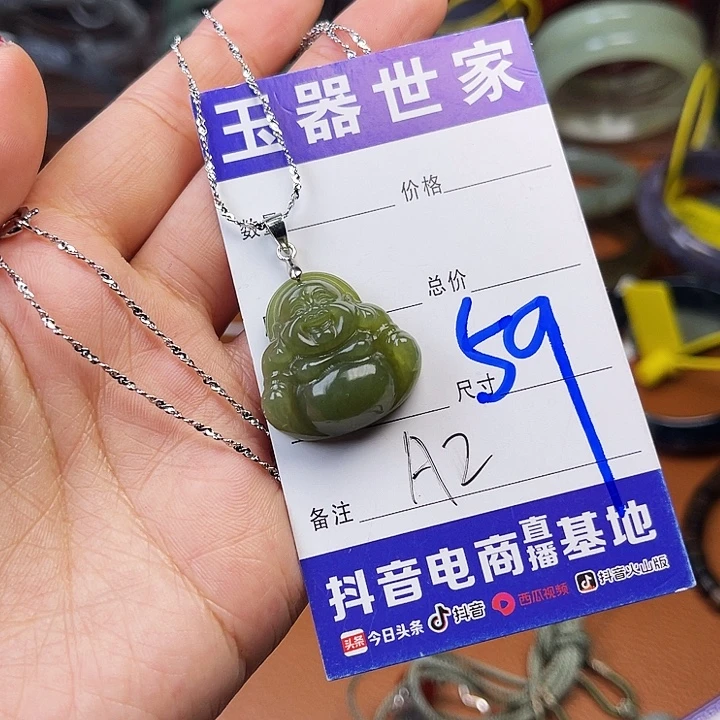 玉器世家
数量 价格
总价
59
尺寸
A2
备注
抖音电商直播基地
头条 今日头条 抖音 西瓜视频 抖音火山版